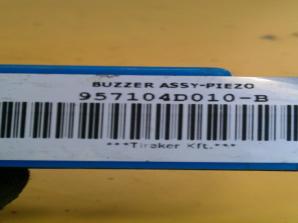 BUZZER ASSY-PIEZO
957104D010-B
***Tiraker Kft.***